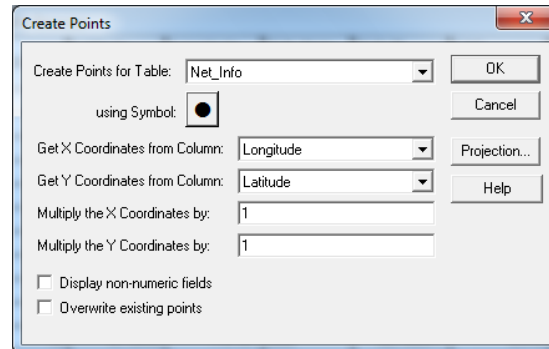 Create Points
Create Points for Table: Net_Info OK
using Symbol: Cancel
Get X Coordinates from Column: Longitude Projection...
Get Y Coordinates from Column: Latitude Help
Multiply the X Coordinates by: 1
Multiply the Y Coordinates by: 1
Display non-numeric fields
Overwrite existing points